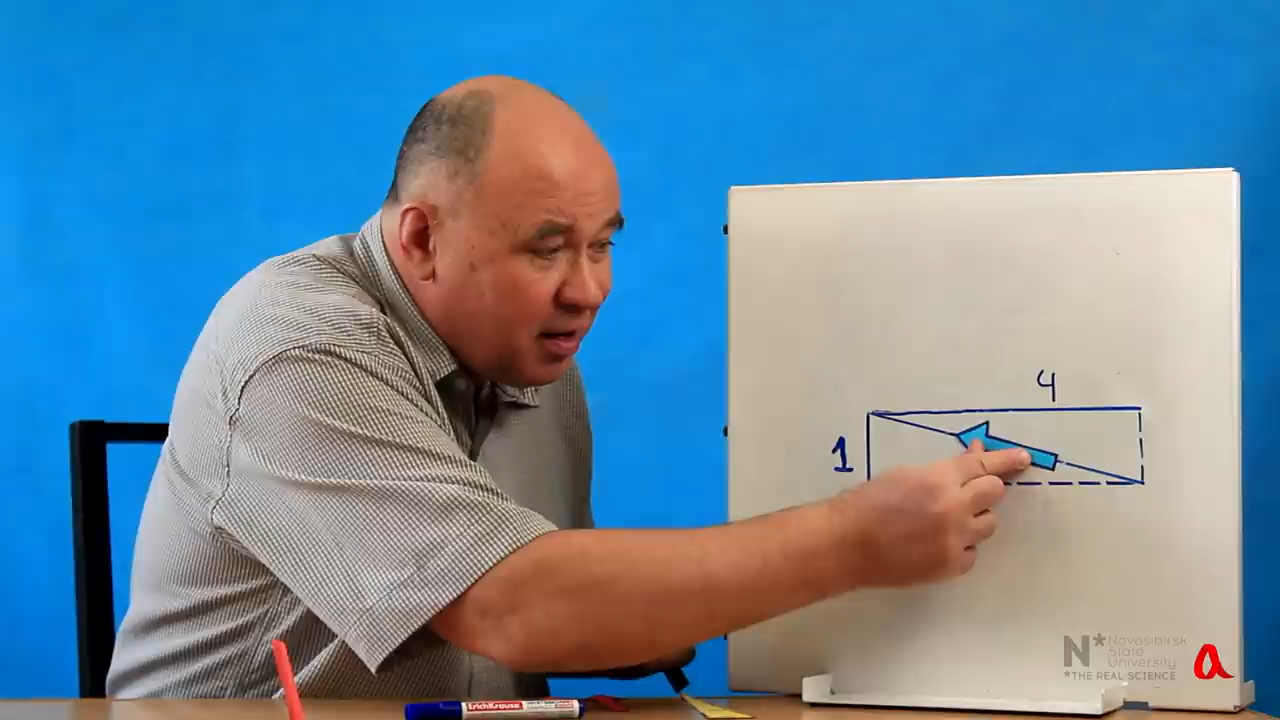 4
1
ErichKrause
N*
Novosibirsk
State
University
*THE REAL SCIENCE
a